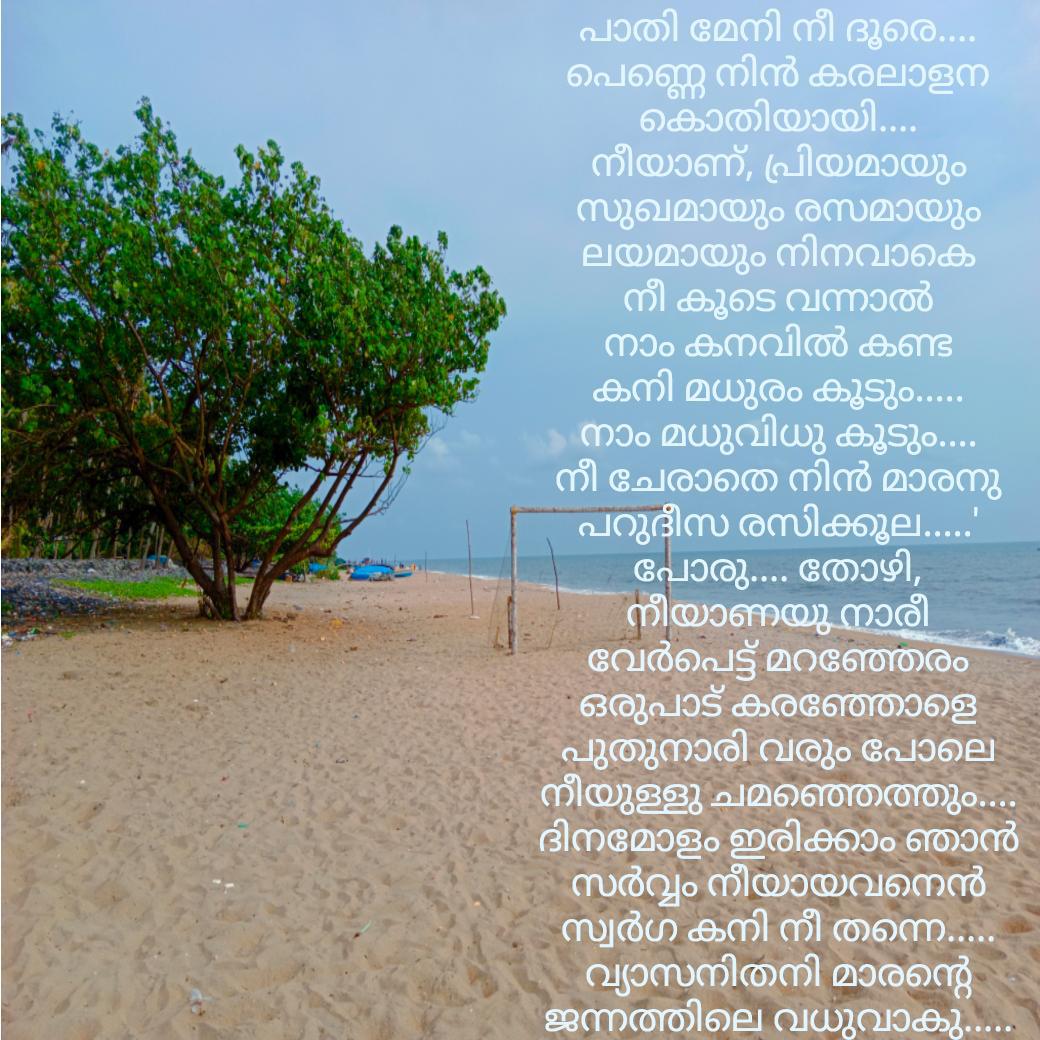 പാതി മേനി നീ ദൂരെ....
പെണ്ണെ നിൻ കരലാളന
കൊതിയായി....
നീയാണ്, പ്രിയമായും
സുഖമായും രസമായും
ലയമായും നിനവാകെ
നീ കൂടെ വന്നാൽ
നാം കനവിൽ കണ്ട
കനി മധുരം കൂടും.....
നാം മധുവിധു കൂടും....
നീ ചേരാതെ നിൻ മാരനു
പറുദീസ രസിക്കൂല.....'
പോരു.... തോഴി,
നീയാണയു നാരീ
വേർപെട്ട് മറഞ്ഞേരം
ഒരുപാട് കരഞ്ഞോളെ
പുതുനാരി വരും പോലെ
നീയുള്ളു ചമഞ്ഞെത്തും....
ദിനമോളം ഇരിക്കാം ഞാൻ
സർവ്വം നീയായവനെൻ
സ്വർഗ കനി നീ തന്നെ.....
വ്യാസനിതനി മാരന്റെ
ജന്നത്തിലെ വധുവാകു.....